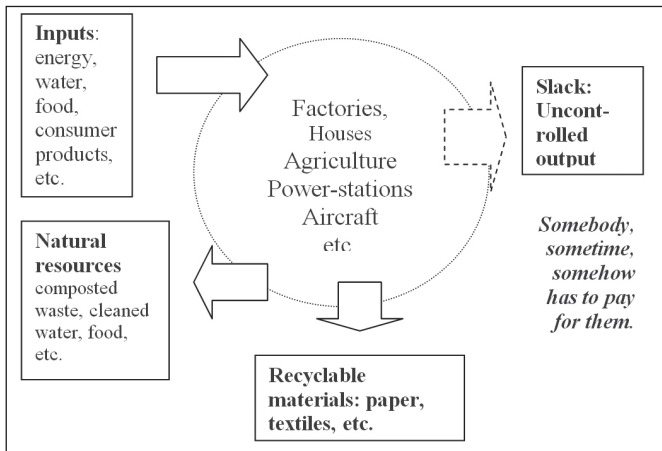 Inputs:
energy,
water,
food,
consumer
products,
etc.
Factories,
Houses
Agriculture
Power-stations
Aircraft
etc
Slack:
Uncont-
rolled
output
Natural
resources
composted
waste, cleaned
water, food,
etc.
Somebody,
sometime,
somehow
has to pay
for them.
Recyclable
materials: paper,
textiles, etc.